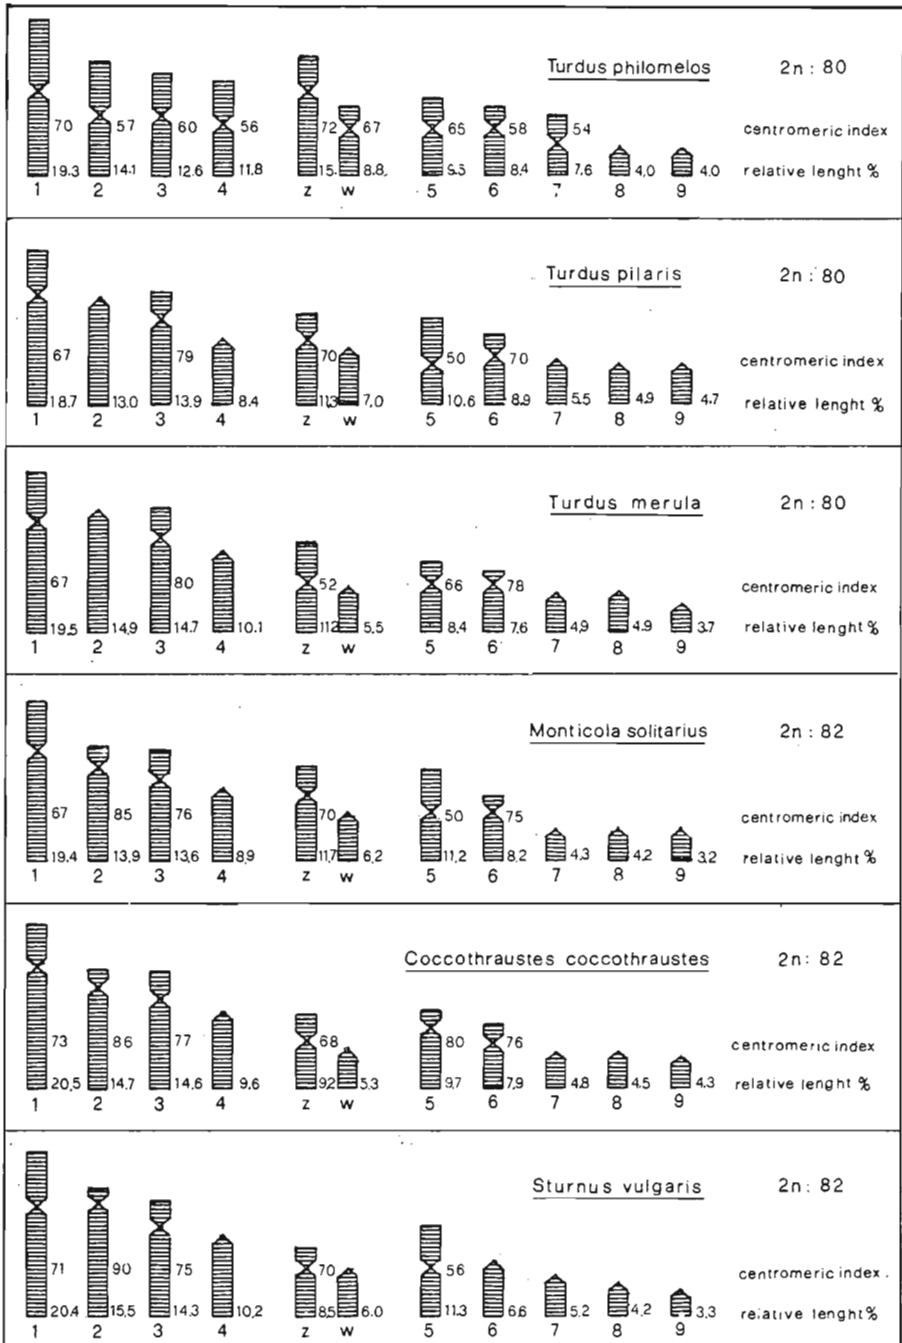 Turdus philomelos 2n : 80
70 57 60 56 72 67 65 58 54 centromeric index
19.3 14.1 12.6 11.8 15. 8.8 8.4 7.6 4.0 4.0 relative lenght %
1 2 3 4 z w 5 6 7 8 9
Turdus pilaris 2n : 80
67 79 70 50 70 centromeric index
18.7 13.0 13.9 8.4 11.3 7.0 10.6 8.9 5.5 4.9 4.7 relative lenght %
1 2 3 4 z w 5 6 7 8 9
Turdus merula 2n : 80
67 80 52 66 78 centromeric index
19.5 14.9 14.7 10.1 11.2 5.5 8.4 7.6 4.9 4.9 3.7 relative lenght %
1 2 3 4 z w 5 6 7 8 9
Monticola solitarius 2n : 82
67 85 76 70 50 75 centromeric index
19.4 13.9 13.6 8.9 11.7 6.2 11.2 8.2 4.3 4.2 3.2 relative lenght %
1 2 3 4 z w 5 6 7 8 9
Coccothraustes coccothraustes 2n : 82
73 86 77 68 80 76 centromeric index
20.5 14.7 14.6 9.6 9.2 5.3 9.7 7.9 4.8 4.5 4.3 relative lenght %
1 2 3 4 z w 5 6 7 8 9
Sturnus vulgaris 2n : 82
71 90 75 70 56 centromeric index.
20.4 15.5 14.3 10.2 8.5 6.0 11.3 6.6 5.2 4.2 3.3 relative lenght %
1 2 3 4 z w 5 6 7 8 9